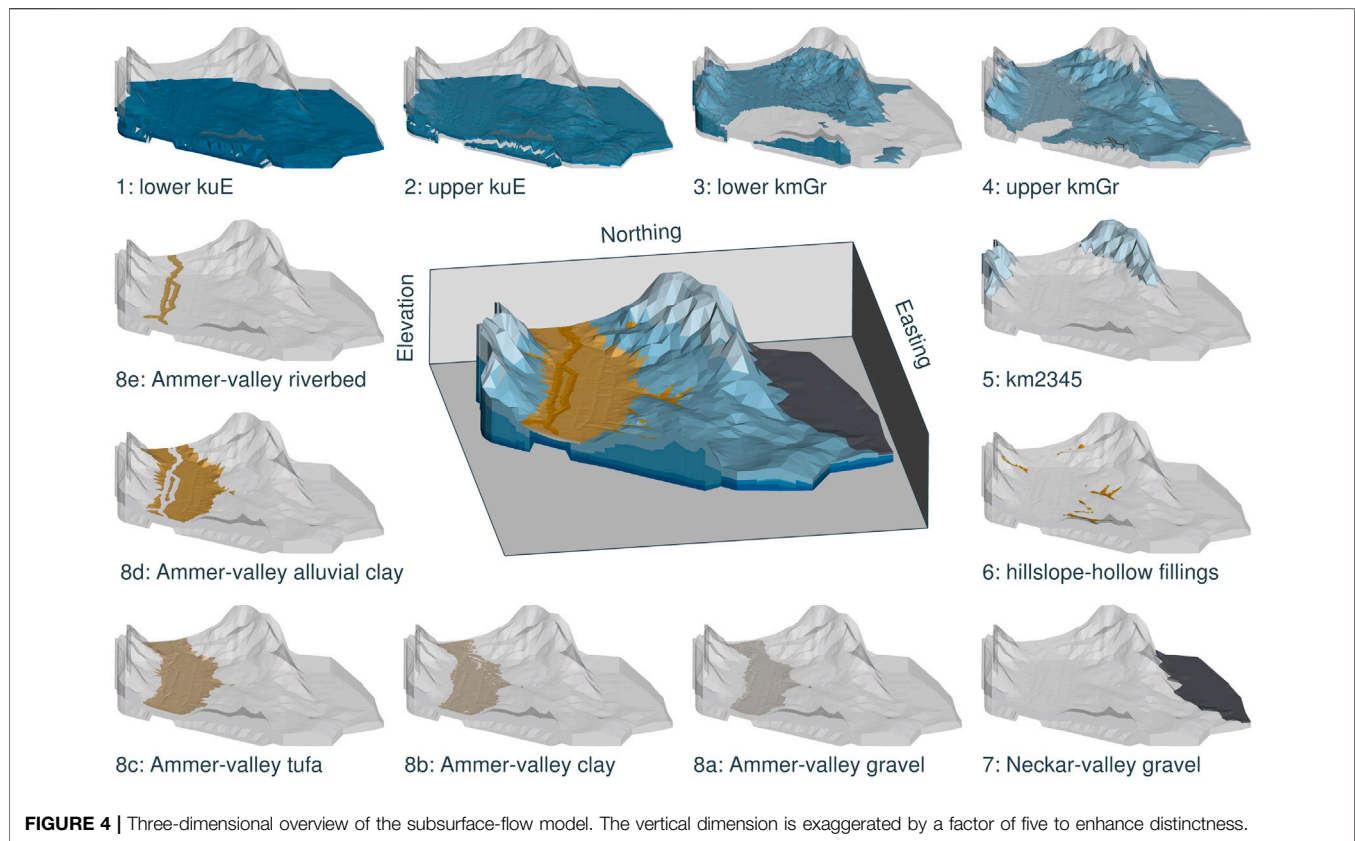 1: lower kuE
2: upper kuE
3: lower kmGr
4: upper kmGr
Northing
Elevation
Easting
8e: Ammer-valley riverbed
5: km2345
8d: Ammer-valley alluvial clay
6: hillslope-hollow fillings
8c: Ammer-valley tufa
8b: Ammer-valley clay
8a: Ammer-valley gravel
7: Neckar-valley gravel
FIGURE 4 | Three-dimensional overview of the subsurface-flow model. The vertical dimension is exaggerated by a factor of five to enhance distinctness.